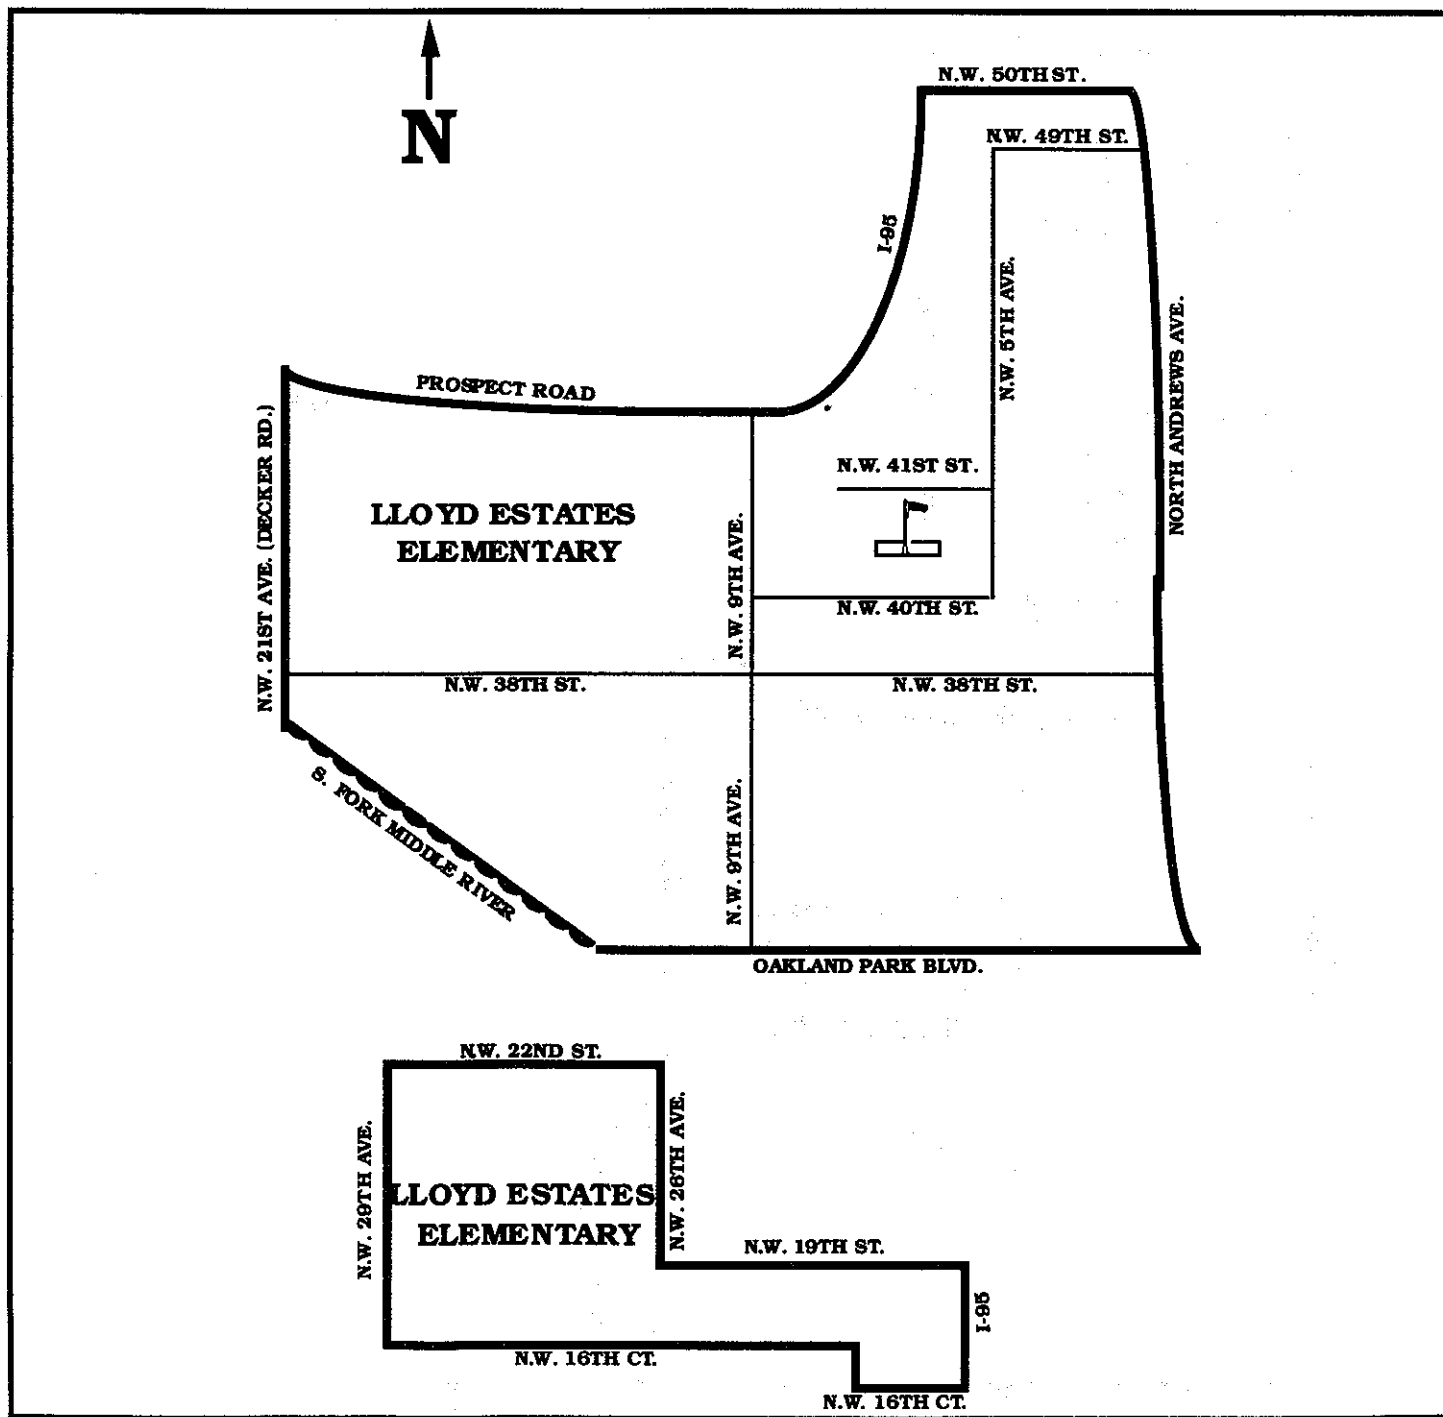 N.W. 50TH ST.
N
N.W. 49TH ST.
I-95
N.W. 5TH AVE.
NORTH ANDREWS AVE.
PROSPECT ROAD
N.W. 21ST AVE. (DECKER RD.)
N.W. 41ST ST.
LLOYD ESTATES
ELEMENTARY
N.W. 9TH AVE.
N.W. 40TH ST.
N.W. 38TH ST.
N.W. 38TH ST.
S. FORK MIDDLE RIVER
N.W. 9TH AVE.
OAKLAND PARK BLVD.
N.W. 22ND ST.
N.W. 29TH AVE.
N.W. 26TH AVE.
LLOYD ESTATES
ELEMENTARY
N.W. 19TH ST.
I-95
N.W. 16TH CT.
N.W. 16TH CT.